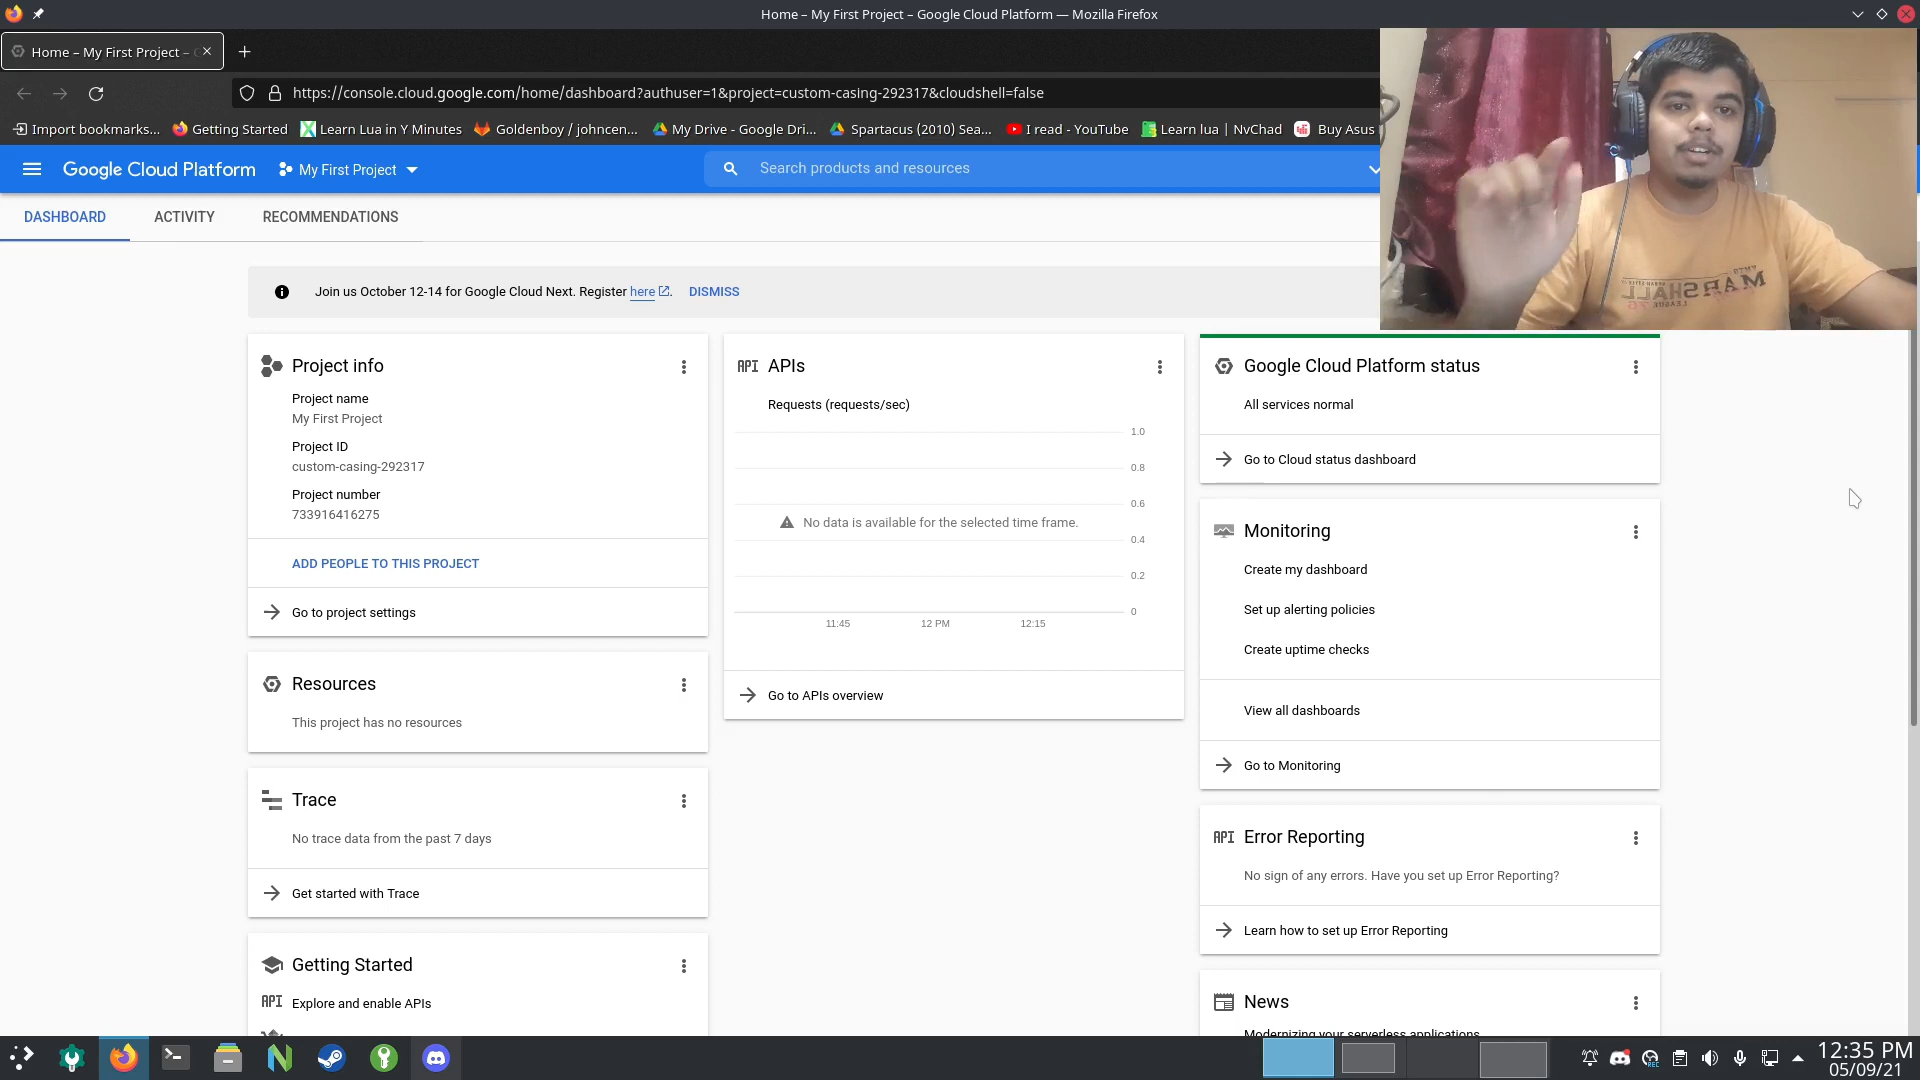 Home – My First Project – Google Cloud Platform — Mozilla Firefox
Home – My First Project –
https://console.cloud.google.com/home/dashboard?authuser=1&project=custom-casing-292317&cloudshell=false
Import bookmarks... Getting Started Learn Lua in Y Minutes Goldenboy / johncen... My Drive - Google Dri... Spartacus (2010) Sea... I read - YouTube Learn lua | NvChad Buy Asus
Google Cloud Platform My First Project Search products and resources
DASHBOARD ACTIVITY RECOMMENDATIONS
Join us October 12-14 for Google Cloud Next. Register here. DISMISS
Project info
Project name
My First Project
Project ID
custom-casing-292317
Project number
733916416275
ADD PEOPLE TO THIS PROJECT
Go to project settings
Resources
This project has no resources
Trace
No trace data from the past 7 days
Get started with Trace
Getting Started
API Explore and enable APIs
API APIs
Requests (requests/sec)
1.0
0.8
0.6
No data is available for the selected time frame.
0.4
0.2
0
11:45 12 PM 12:15
Go to APIs overview
Google Cloud Platform status
All services normal
Go to Cloud status dashboard
Monitoring
Create my dashboard
Set up alerting policies
Create uptime checks
View all dashboards
Go to Monitoring
API Error Reporting
No sign of any errors. Have you set up Error Reporting?
Learn how to set up Error Reporting
News
Modernizing your serverless applications
MARSHALL
LEAGUE
76
12:35 PM
05/09/21